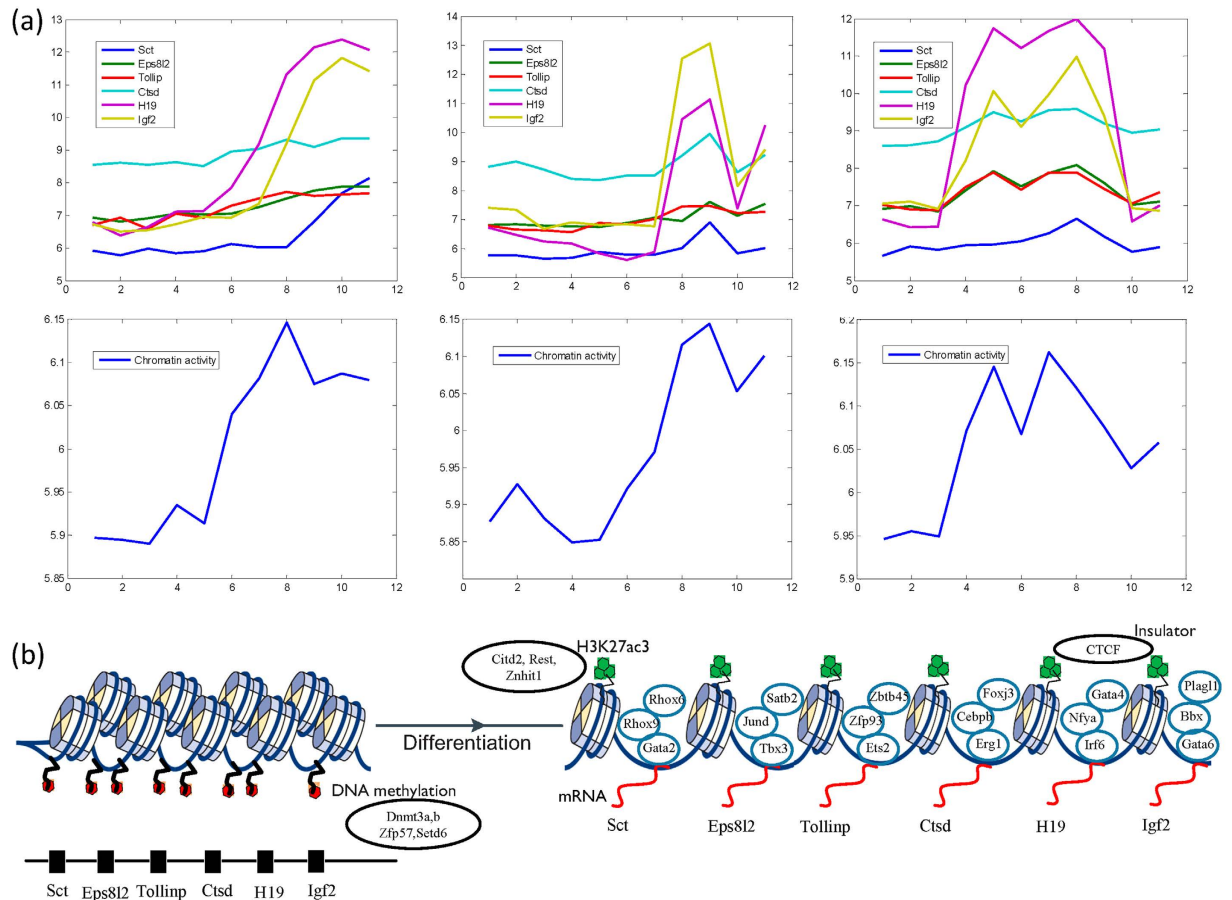 (a)
13
12
11
10
9
8
7
6
5
0 2 4 6 8 10 12
Sct
Eps8l2
Tollip
Ctsd
H19
Igf2
14
13
12
11
10
9
8
7
6
5
0 2 4 6 8 10 12
Sct
Eps8l2
Tollip
Ctsd
H19
Igf2
12
11
10
9
8
7
6
5
0 2 4 6 8 10 12
Sct
Eps8l2
Tollip
Ctsd
H19
Igf2
6.15
6.1
6.05
6
5.95
5.9
5.85
0 2 4 6 8 10 12
Chromatin activity
6.15
6.1
6.05
6
5.95
5.9
5.85
0 2 4 6 8 10 12
Chromatin activity
6.2
6.15
6.1
6.05
6
5.95
5.9
0 2 4 6 8 10 12
Chromatin activity
(b)
DNA methylation
Dnmt3a,b
Zfp57,Setd6
Sct Eps8l2 Tollinp Ctsd H19 Igf2
Differentiation
Citd2, Rest,
Znhit1
H3K27ac3
Insulator
CTCF
Rhox6
Rhox9
Gata2
Satb2
Jund
Tbx3
Zbtb45
Zfp93
Ets2
Foxj3
Cebpb
Erg1
Gata4
Nfya
Irf6
Plagl1
Bbx
Gata6
mRNA
Sct Eps8l2 Tollinp Ctsd H19 Igf2